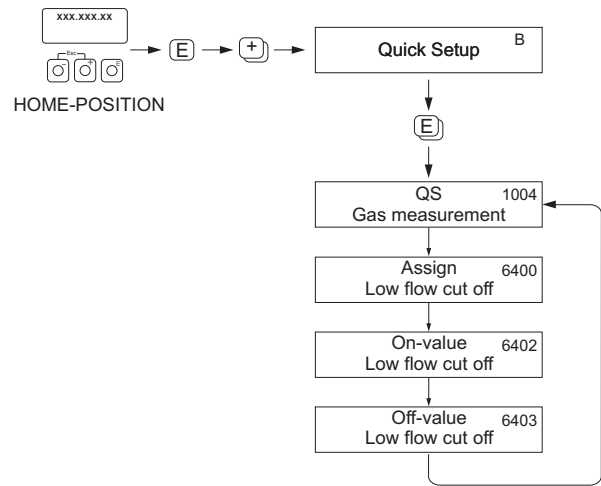 xxx.xxx.xx
Esc
- + E
HOME-POSITION
E
+
Quick Setup B
E
QS 1004
Gas measurement
Assign 6400
Low flow cut off
On-value 6402
Low flow cut off
Off-value 6403
Low flow cut off